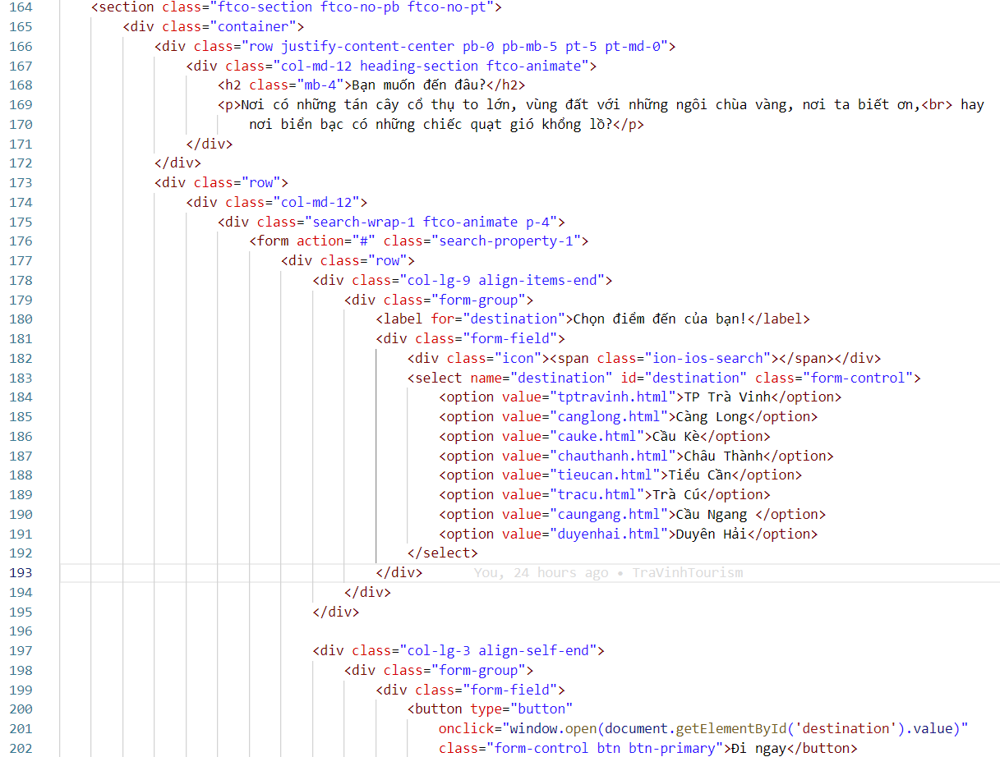 164 <section class="ftco-section ftco-no-pb ftco-no-pt">
165 <div class="container">
166 <div class="row justify-content-center pb-0 pb-mb-5 pt-5 pt-md-0">
167 <div class="col-md-12 heading-section ftco-animate">
168 <h2 class="mb-4">Bạn muốn đến đâu?</h2>
169 <p>Nơi có những tán cây cổ thụ to lớn, vùng đất với những ngôi chùa vàng, nơi ta biết ơn,<br> hay
170 nơi biển bạc có những chiếc quạt gió khổng lồ?</p>
171 </div>
172 </div>
173 <div class="row">
174 <div class="col-md-12">
175 <div class="search-wrap-1 ftco-animate p-4">
176 <form action="#" class="search-property-1">
177 <div class="row">
178 <div class="col-lg-9 align-items-end">
179 <div class="form-group">
180 <label for="destination">Chọn điểm đến của bạn!</label>
181 <div class="form-field">
182 <div class="icon"><span class="ion-ios-search"></span></div>
183 <select name="destination" id="destination" class="form-control">
184 <option value="tptravinh.html">TP Trà Vinh</option>
185 <option value="canglong.html">Càng Long</option>
186 <option value="cauke.html">Cầu Kè</option>
187 <option value="chauthanh.html">Châu Thành</option>
188 <option value="tieucan.html">Tiểu Cần</option>
189 <option value="tracu.html">Trà Cú</option>
190 <option value="caungang.html">Cầu Ngang </option>
191 <option value="duyenhai.html">Duyên Hải</option>
192 </select>
193 </div> You, 24 hours ago • TraVinhTourism
194 </div>
195 </div>
196
197 <div class="col-lg-3 align-self-end">
198 <div class="form-group">
199 <div class="form-field">
200 <button type="button"
201 onclick="window.open(document.getElementById('destination').value)"
202 class="form-control btn btn-primary">Đi ngay</button>